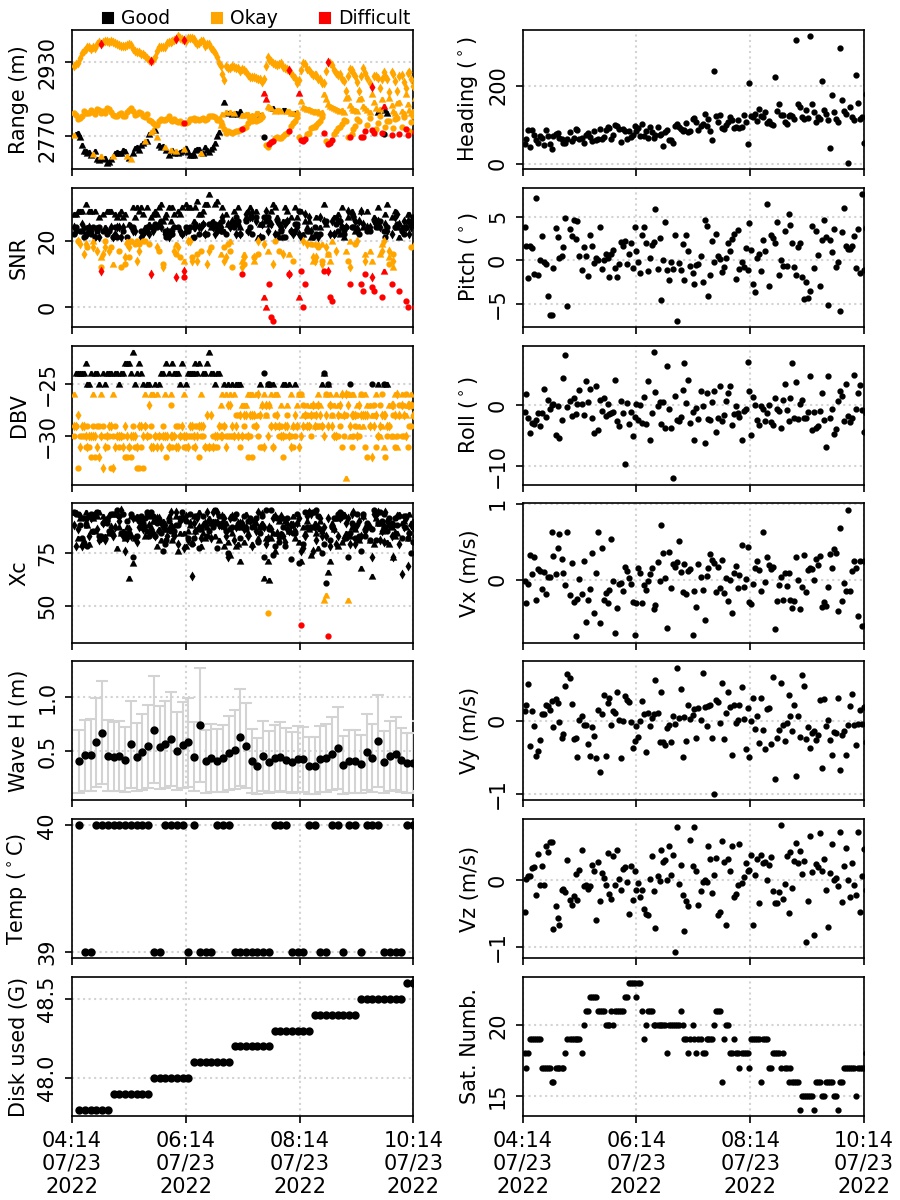 Good Okay Difficult
Range (m)
2930
2770
Heading (°)
200
0
SNR
20
0
Pitch (°)
5
0
−5
DBV
−25
−30
Roll (°)
0
−10
Xc
75
50
Vx (m/s)
1
0
Wave H (m)
1.0
0.5
Vy (m/s)
0
−1
Temp (°C)
40
39
Vz (m/s)
0
−1
Disk used (G)
48.5
48.0
Sat. Numb.
20
15
04:14 06:14 08:14 10:14 04:14 06:14 08:14 10:14
07/23 07/23 07/23 07/23 07/23 07/23 07/23 07/23
2022 2022 2022 2022 2022 2022 2022 2022